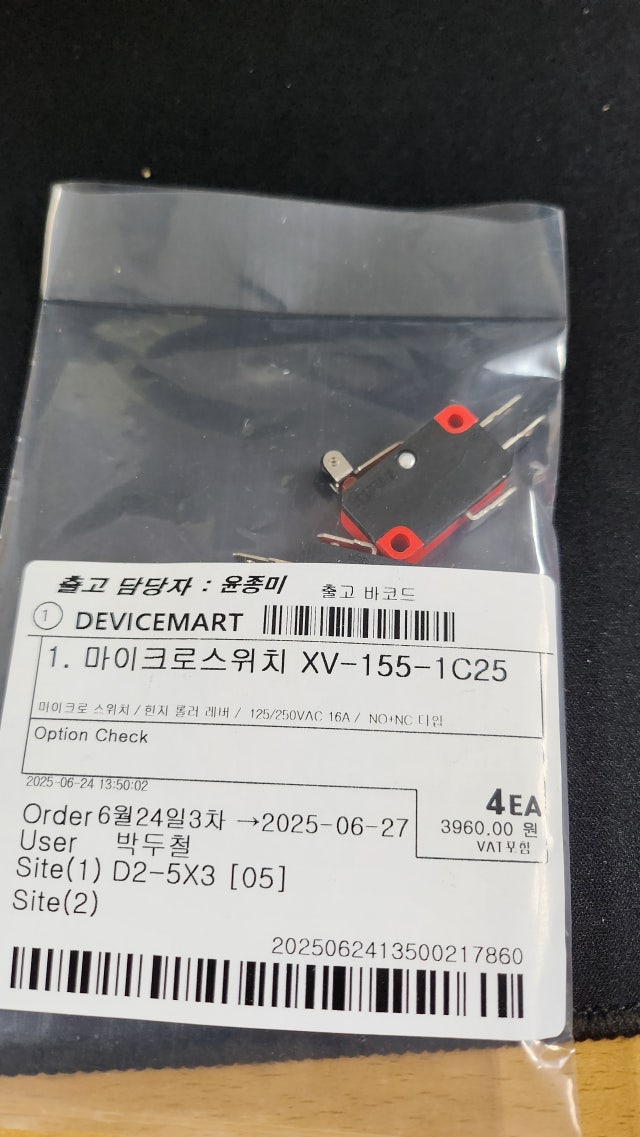 출고 담당자 : 윤종미 출고 바코드
① DEVICEMART
1. 마이크로스위치 XV-155-1C25
마이크로 스위치 / 힌지 롤러 레버 / 125/250VAC 16A / NO+NC 타입
Option Check
2025-06-24 13:50:02
4EA
Order 6월24일3차 →2025-06-27
3960.00 원
User 박두철
VAT포함
Site(1) D2-5X3 [05]
Site(2)
2025062413500217860